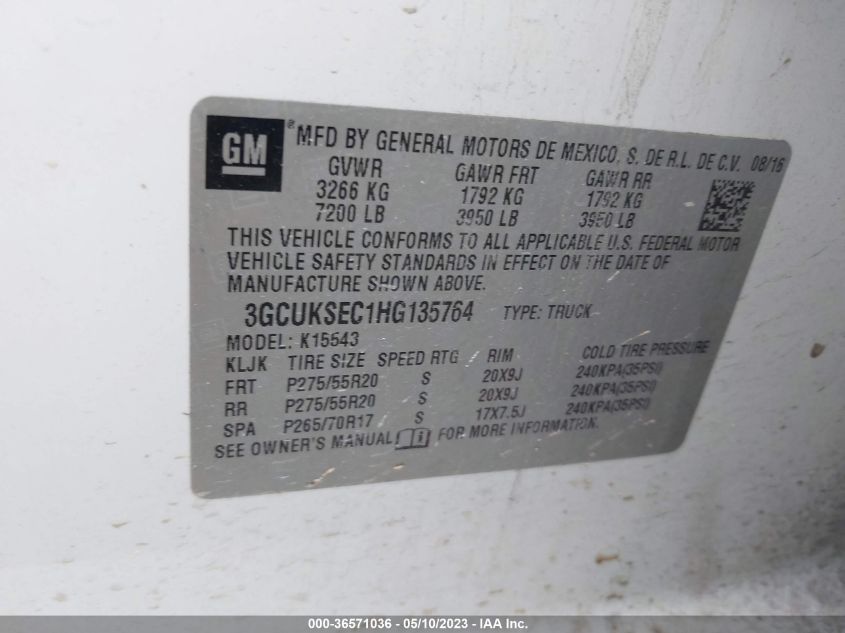 GM ® MFD BY GENERAL MOTORS DE MEXICO, S. DE R.L. DE C.V. 08/16
GVWR GAWR FRT GAWR RR
3266 KG 1792 KG 1792 KG
7200 LB 3950 LB 3950 LB
THIS VEHICLE CONFORMS TO ALL APPLICABLE U.S. FEDERAL MOTOR
VEHICLE SAFETY STANDARDS IN EFFECT ON THE DATE OF
MANUFACTURE SHOWN ABOVE.
3GCUKSEC1HG135764 TYPE: TRUCK
MODEL: K15543
KLJK TIRE SIZE SPEED RTG RIM COLD TIRE PRESSURE
FRT P275/55R20 S 20X9J 240KPA(35PSI)
RR P275/55R20 S 20X9J 240KPA(35PSI)
SPA P265/70R17 S 17X7.5J 240KPA(35PSI)
SEE OWNER'S MANUAL FOR MORE INFORMATION.
000-36571036 - 05/10/2023 - IAA Inc.